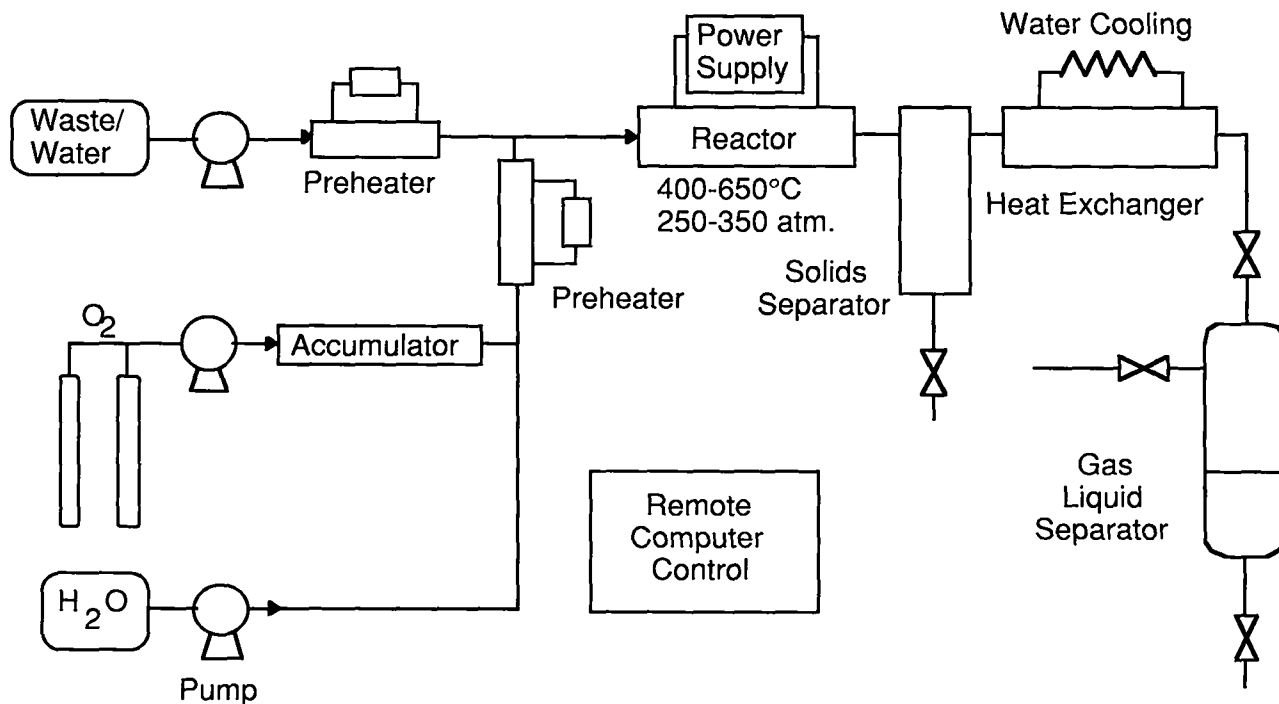 Water Cooling
Power
Supply
Waste/
Water
Reactor
Preheater
400-650°C
250-350 atm.
Heat Exchanger
Solids
Separator
Preheater
O2
Accumulator
Gas
Liquid
Separator
Remote
Computer
Control
H2O
Pump